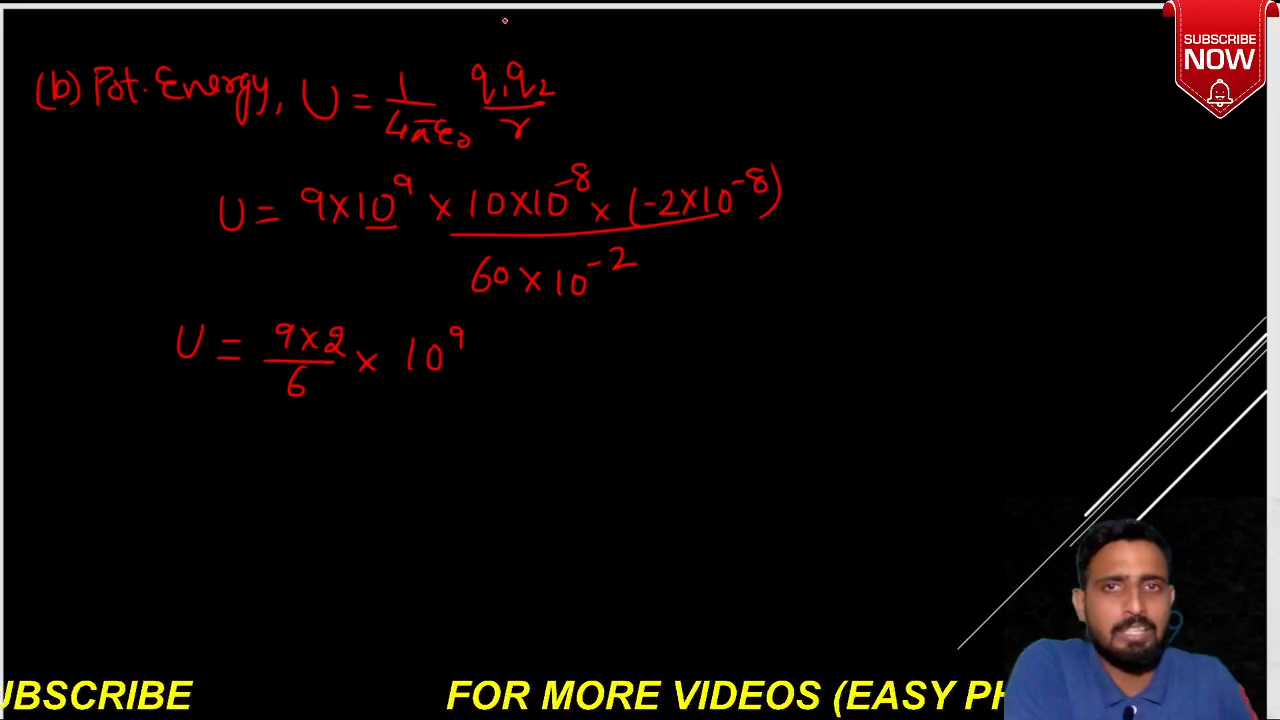 SUBSCRIBE
NOW
(b) Pot. Energy, U = 1/4πε₀ q₁q₂/r
U = 9×10⁹ × 10×10⁻⁸ × (-2×10⁻⁸)/60×10⁻²
U = 9×2/6 × 10⁹
UBSCRIBE FOR MORE VIDEOS (EASY PH